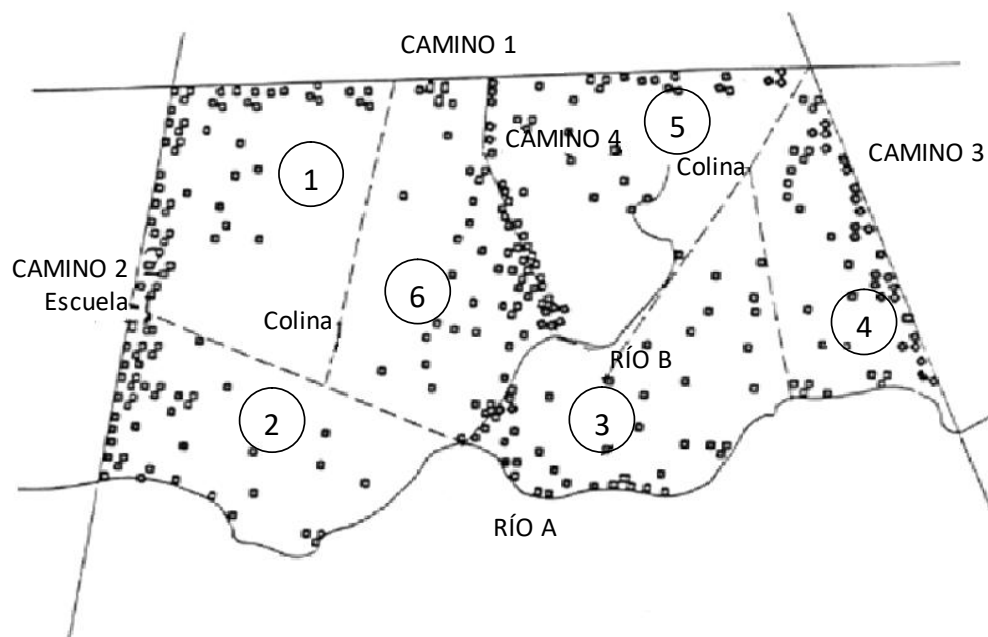 CAMINO 1
CAMINO 4
5
Colina
CAMINO 3
1
CAMINO 2
Escuela
Colina
6
4
RÍO B
2
3
RÍO A